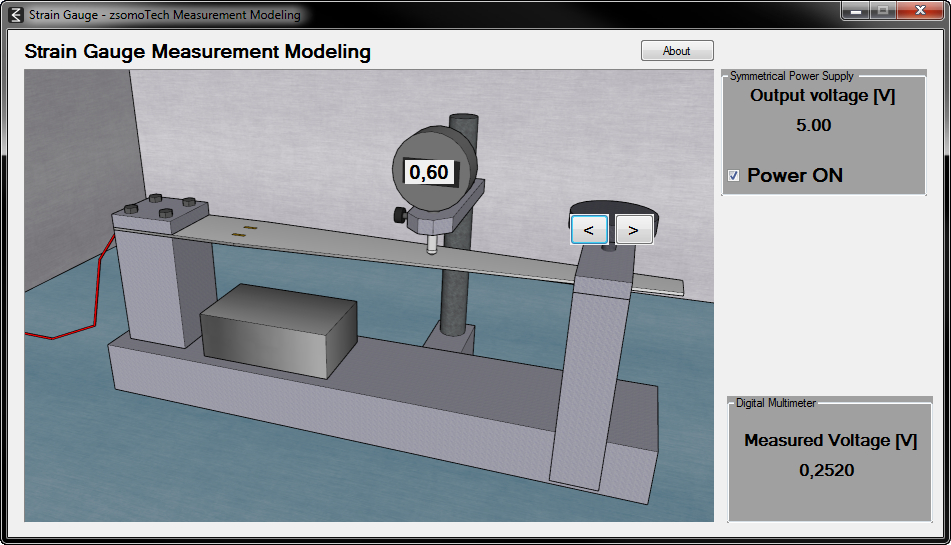 Strain Gauge - zsomoTech Measurement Modeling
Strain Gauge Measurement Modeling
About
Symmetrical Power Supply
Output voltage [V]
5.00
Power ON
0,60
< >
Digital Multimeter
Measured Voltage [V]
0,2520